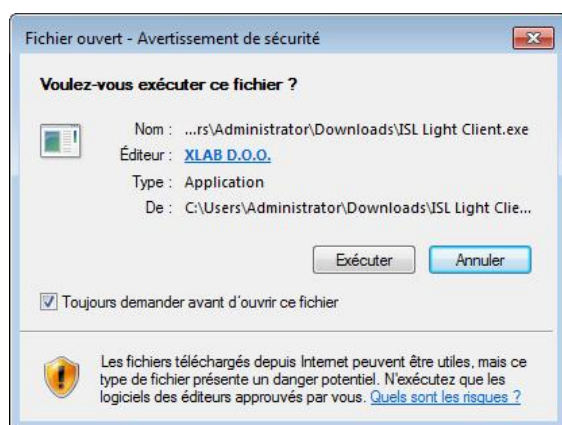 Fichier ouvert - Avertissement de sécurité
Voulez-vous exécuter ce fichier ?
Nom : ...rs\Administrator\Downloads\ISL Light Client.exe
Éditeur : XLAB D.O.O.
Type : Application
De : C:\Users\Administrator\Downloads\ISL Light Clie...
Exécuter Annuler
Toujours demander avant d'ouvrir ce fichier
Les fichiers téléchargés depuis Internet peuvent être utiles, mais ce
type de fichier présente un danger potentiel. N'exécutez que les
logiciels des éditeurs approuvés par vous. Quels sont les risques ?